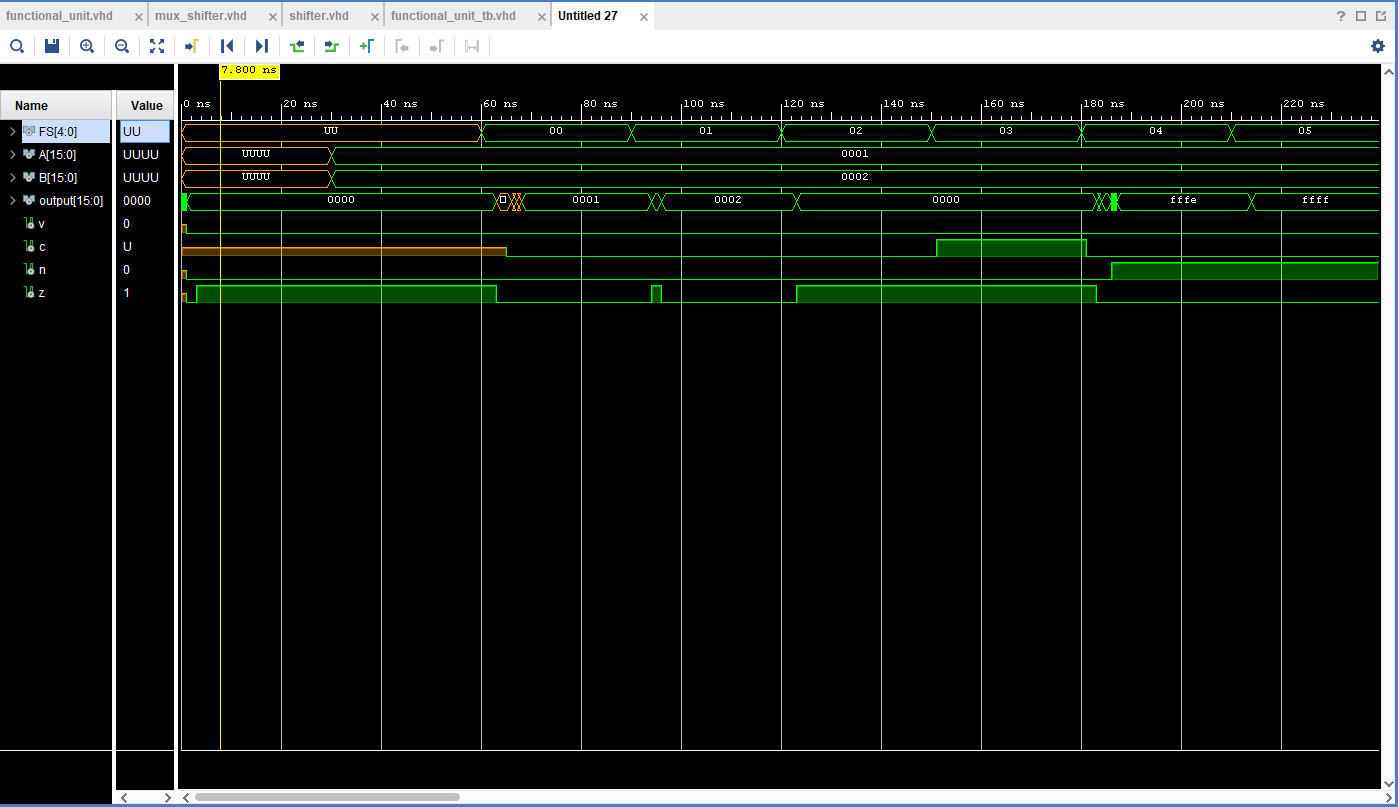 functional_unit.vhd × mux_shifter.vhd × shifter.vhd × functional_unit_tb.vhd × Untitled 27 × ?
7.800 ns
Name Value
0 ns 20 ns 40 ns 60 ns 80 ns 100 ns 120 ns 140 ns 160 ns 180 ns 200 ns 220 ns
FS[4:0] UU UU 00 01 02 03 04 05
A[15:0] UUUU UUUU 0001
B[15:0] UUUU UUUU 0002
output[15:0] 0000 0000 0001 0002 0000 fffe ffff
v 0
c U
n 0
z 1